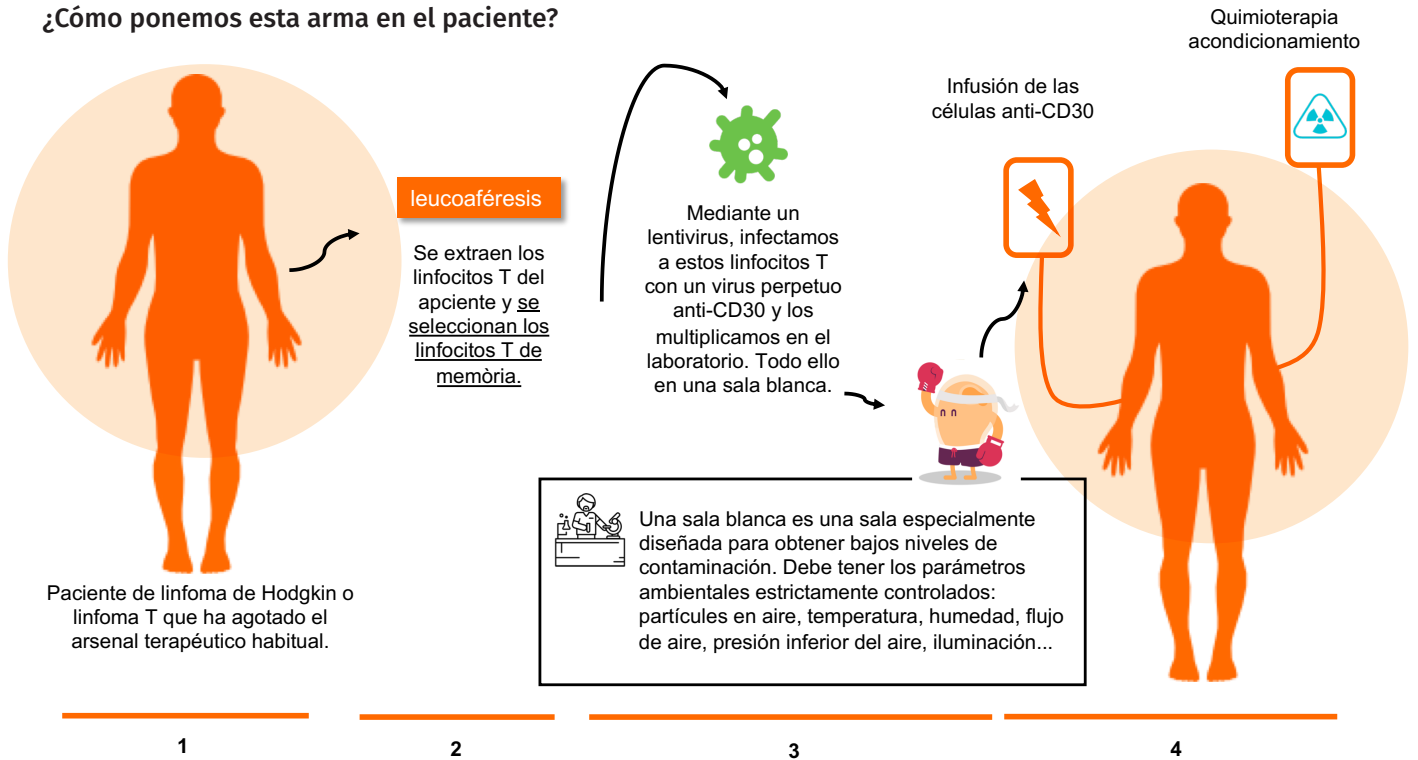 ¿Cómo ponemos esta arma en el paciente?
Paciente de linfoma de Hodgkin o
linfoma T que ha agotado el
arsenal terapéutico habitual.
leucoaféresis
Se extraen los
linfocitos T del
apciente y se
seleccionan los
linfocitos T de
memòria.
Mediante un
lentivirus, infectamos
a estos linfocitos T
con un virus perpetuo
anti-CD30 y los
multiplicamos en el
laboratorio. Todo ello
en una sala blanca.
Una sala blanca es una sala especialmente
diseñada para obtener bajos niveles de
contaminación. Debe tener los parámetros
ambientales estrictamente controlados:
partícules en aire, temperatura, humedad, flujo
de aire, presión inferior del aire, iluminación...
Infusión de las
células anti-CD30
Quimioterapia
acondicionamiento
1
2
3
4